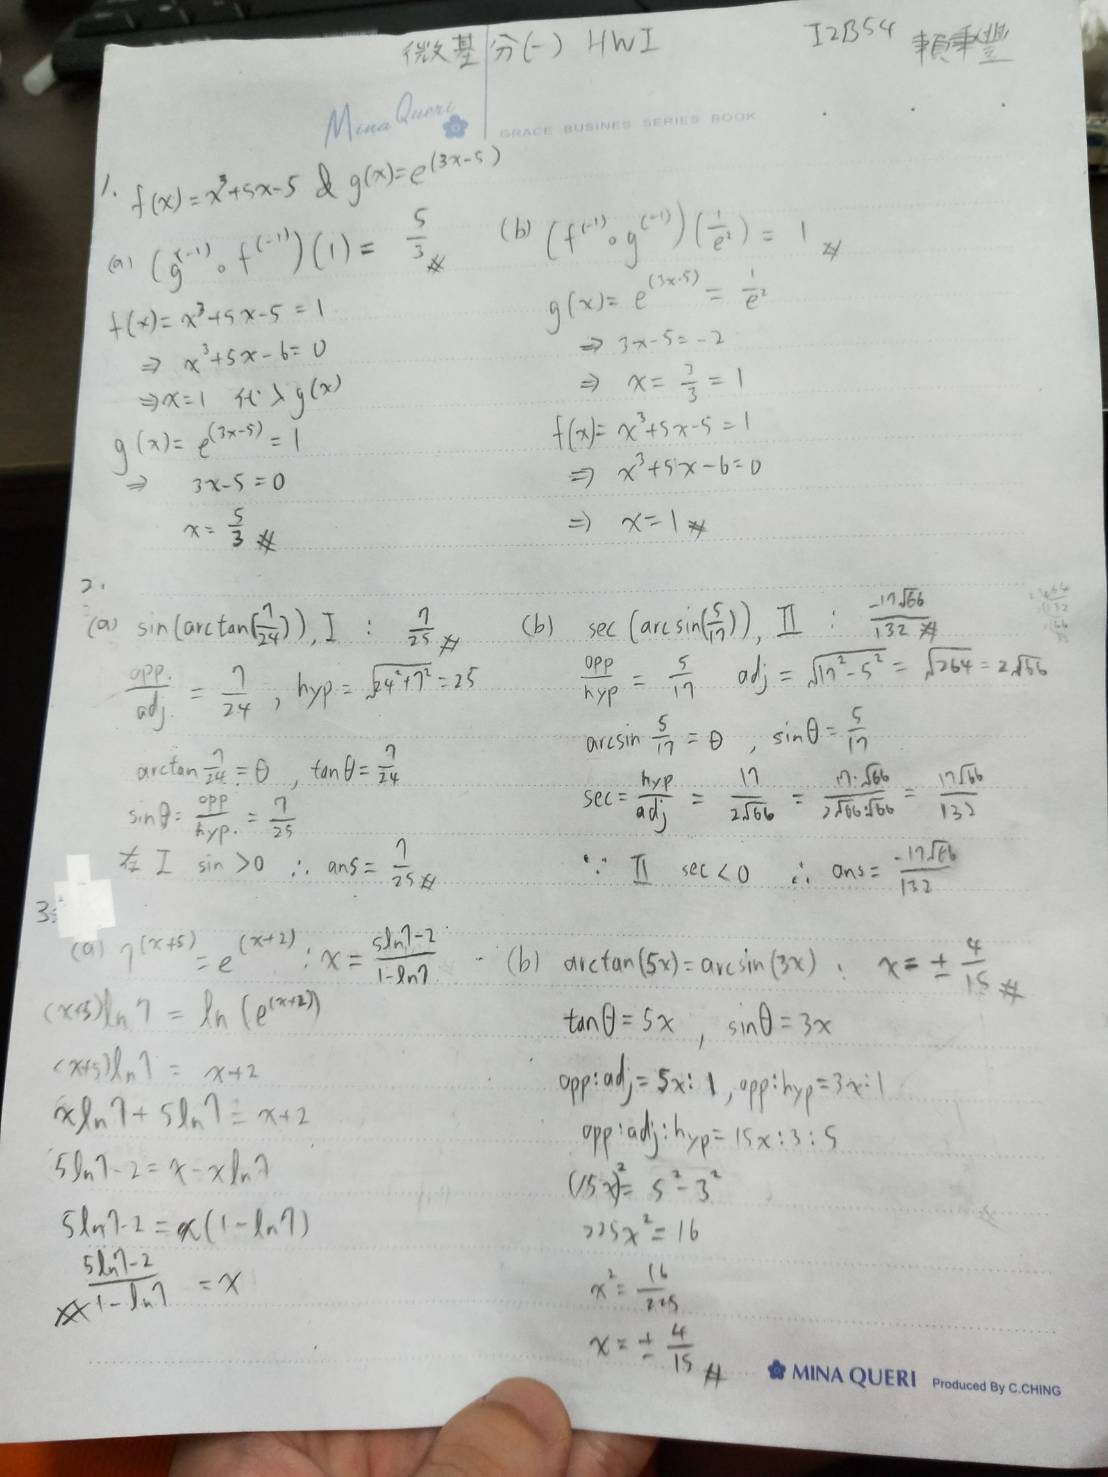 微基分(一) HW1 I2B54 賴秉豐
Mina Queri GRACE BUSINES SERIES BOOK
1. f(x)=x³+5x-5 & g(x)=e^(3x-5)
(a) (g^(-1)∘f^(-1))(1) = 5/3 #
f(x)=x³+5x-5=1
⇒ x³+5x-6=0
⇒x=1 代入g(x)
g(x)=e^(3x-5)=1
⇒ 3x-5=0
x=5/3 #
(b) (f^(-1)∘g^(-1))(1/e²) = 1 #
g(x)=e^(3x-5)=1/e²
⇒ 3x-5=-2
⇒ x=3/3=1
f(x)=x³+5x-5=1
⇒ x³+5x-6=0
⇒ x=1 #
2.
(a) sin(arctan(7/24)), I : 7/25 #
opp./adj. = 7/24 , hyp=√(24²+7²)=25
arctan 7/24=θ , tanθ=7/24
sinθ=opp/hyp.=7/25
在 I sin>0 ∴ ans=7/25 #
(b) sec(arcsin(5/17)), II : -17√66/132 #
opp/hyp = 5/17 adj=√(17²-5²)=√264=2√66
arcsin 5/17=θ , sinθ=5/17
sec=hyp/adj = 17/2√66 = 17·√66/2√66·√66 = 17√66/132
∵ II sec<0 ∴ ans=-17√66/132
3.
(a) 7^(x+5)=e^(x+2) : x=5ln7-2/1-ln7
(x+5)ln7 = ln(e^(x+2))
(x+5)ln7 = x+2
xln7+5ln7=x+2
5ln7-2=x-xln7
5ln7-2=x(1-ln7)
5ln7-2/1-ln7 =x
(b) arctan(5x)=arcsin(3x) : x=±4/15 #
tanθ=5x , sinθ=3x
opp:adj=5x:1, opp:hyp=3x:1
opp:adj:hyp=15x:3:5
(15x)²=5²-3²
225x²=16
x²=16/225
x=±4/15 #
MINA QUERI Produced By C.CHING